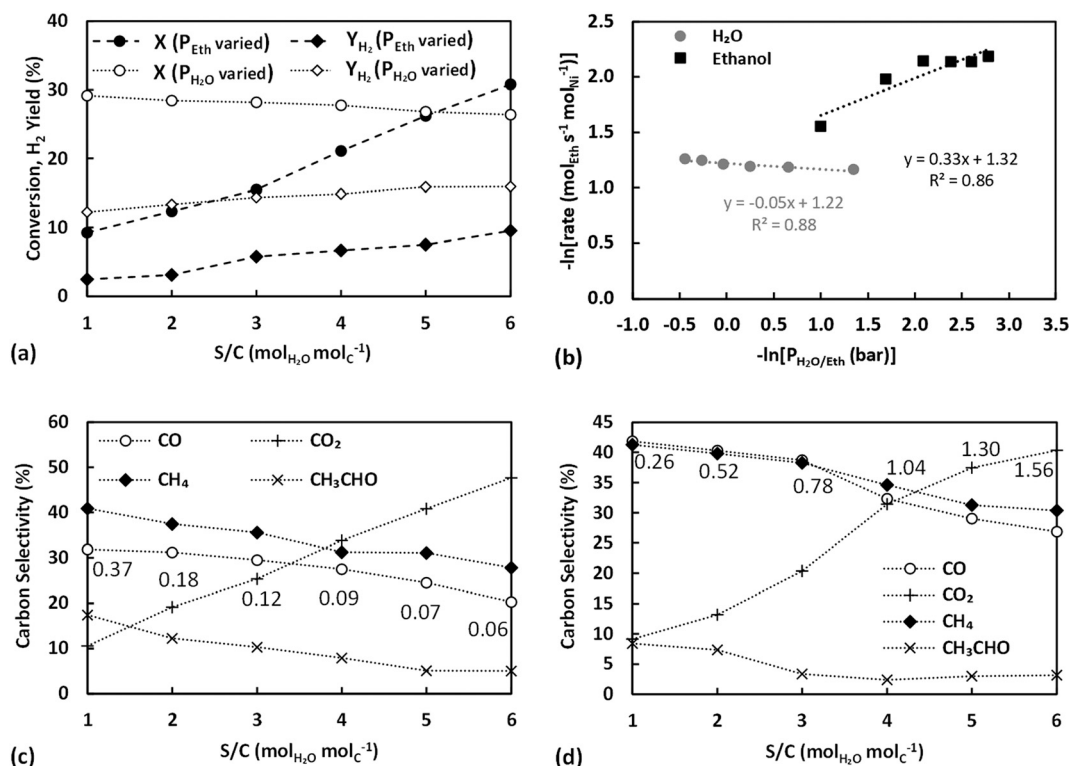 Conversion, H₂ Yield (%)
40
30
20
10
0
X (P_Eth varied)
Y_H₂ (P_Eth varied)
X (P_H₂O varied)
Y_H₂ (P_H₂O varied)
1 2 3 4 5 6
(a)
S/C (mol_H₂O mol_C⁻¹)
-ln[rate (mol_Eth s⁻¹ mol_Ni⁻¹)]
2.5
2.0
1.5
1.0
0.5
0.0
H₂O
Ethanol
y = 0.33x + 1.32
R² = 0.86
y = -0.05x + 1.22
R² = 0.88
-1.0 -0.5 0.0 0.5 1.0 1.5 2.0 2.5 3.0 3.5
(b)
-ln[P_H₂O/Eth (bar)]
Carbon Selectivity (%)
60
50
40
30
20
10
0
CO
CO₂
CH₄
CH₃CHO
0.37
0.18
0.12
0.09
0.07
0.06
1 2 3 4 5 6
(c)
S/C (mol_H₂O mol_C⁻¹)
Carbon Selectivity (%)
45
40
35
30
25
20
15
10
5
0
0.26
0.52
0.78
1.04
1.30
1.56
CO
CO₂
CH₄
CH₃CHO
1 2 3 4 5 6
(d)
S/C (mol_H₂O mol_C⁻¹)